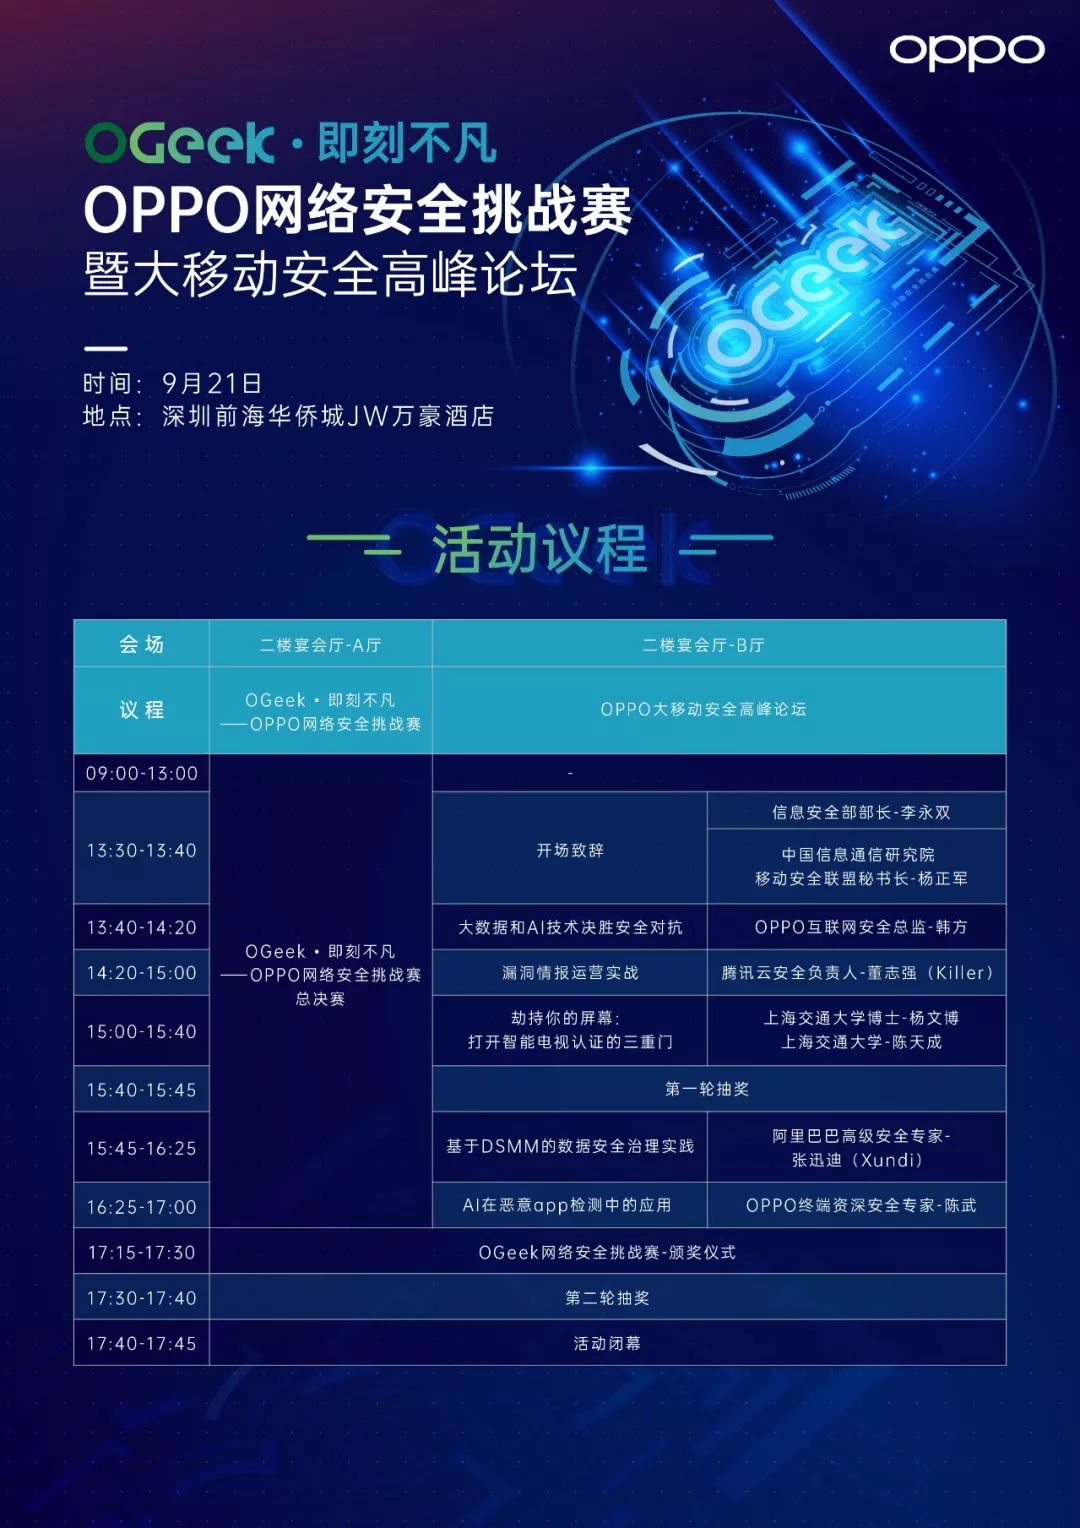 oppo
OGeek·即刻不凡
OPPO网络安全挑战赛
暨大移动安全高峰论坛
OGeek
网络安全挑战赛
时间：9月21日
地点：深圳前海华侨城JW万豪酒店
OGeek
活动议程
会场
二楼宴会厅-A厅
二楼宴会厅-B厅
议程
OGeek·即刻不凡
——OPPO网络安全挑战赛
OPPO大移动安全高峰论坛
09:00-13:00
-
13:30-13:40
开场致辞
信息安全部部长-李永双
中国信息通信研究院
移动安全联盟秘书长-杨正军
13:40-14:20
大数据和AI技术决胜安全对抗
OPPO互联网安全总监-韩方
OGeek·即刻不凡
——OPPO网络安全挑战赛
总决赛
14:20-15:00
漏洞情报运营实战
腾讯云安全负责人-董志强（Killer）
15:00-15:40
劫持你的屏幕：
打开智能电视认证的三重门
上海交通大学博士-杨文博
上海交通大学-陈天成
15:40-15:45
第一轮抽奖
15:45-16:25
基于DSMM的数据安全治理实践
阿里巴巴高级安全专家-
张迅迪（Xundi）
16:25-17:00
AI在恶意app检测中的应用
OPPO终端资深安全专家-陈武
17:15-17:30
OGeek网络安全挑战赛-颁奖仪式
17:30-17:40
第二轮抽奖
17:40-17:45
活动闭幕